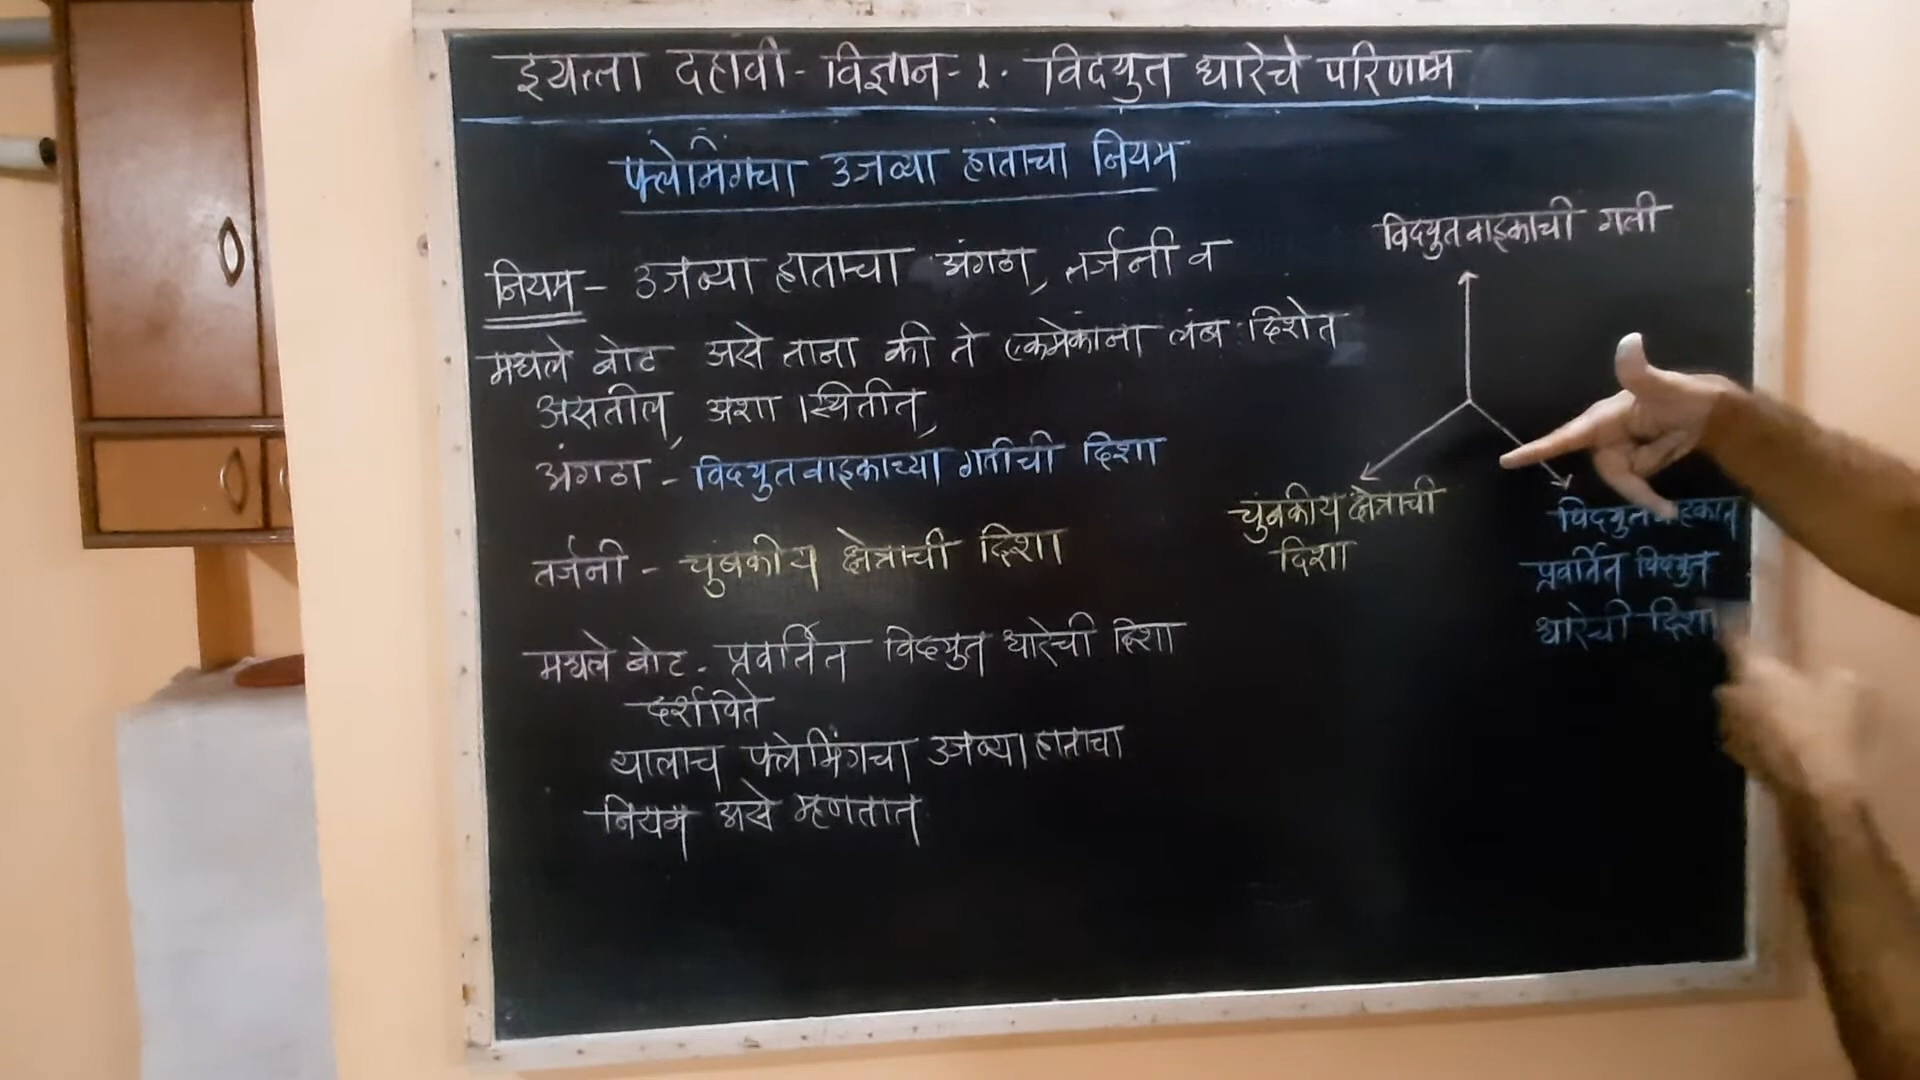 इयत्ता दहावी - विज्ञान - 1. विद्युत धारेचे परिणाम
फ्लेमिंगचा उजव्या हाताचा नियम
नियम - उजव्या हाताचा अंगठा, तर्जनी व
मधले बोट असे ताना की ते एकमेकांना लंब दिशेत
असतील, अशा स्थितीत,
अंगठा - विद्युतवाहकाच्या गतीची दिशा
तर्जनी - चुंबकीय क्षेत्राची दिशा
मधले बोट - प्रवर्तित विद्युत धारेची दिशा
दर्शविते
यालाच फ्लेमिंगचा उजव्या हाताचा
नियम असे म्हणतात
विद्युतवाहकाची गती
चुंबकीय क्षेत्राची
दिशा
विद्युतवाहकात
प्रवर्तित विद्युत
धारेची दिशा